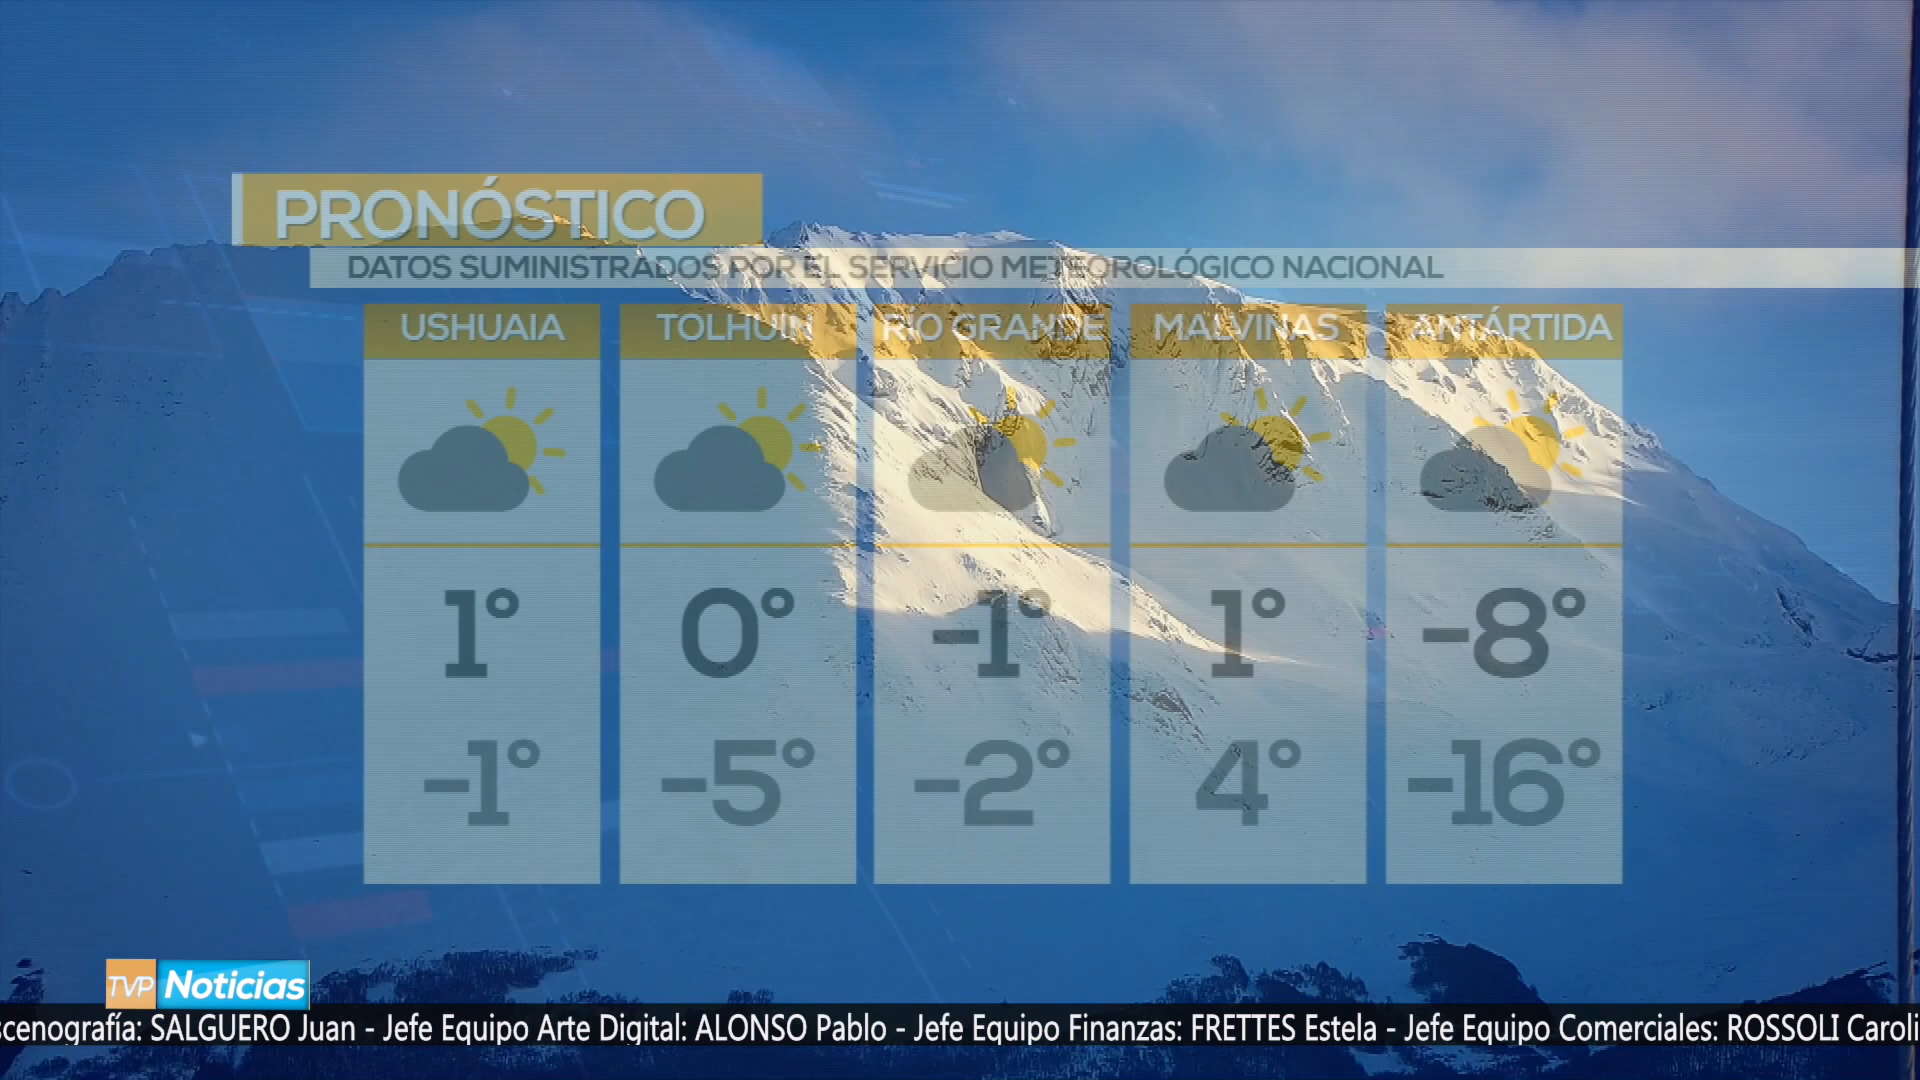 PRONÓSTICO
DATOS SUMINISTRADOS POR EL SERVICIO METEOROLÓGICO NACIONAL
USHUAIA TOLHUIN RÍO GRANDE MALVINAS ANTÁRTIDA
1° 0° -1° 1° -8°
-1° -5° -2° 4° -16°
TVP Noticias
scenografía: SALGUERO Juan - Jefe Equipo Arte Digital: ALONSO Pablo - Jefe Equipo Finanzas: FRETTES Estela - Jefe Equipo Comerciales: ROSSOLI Caroli